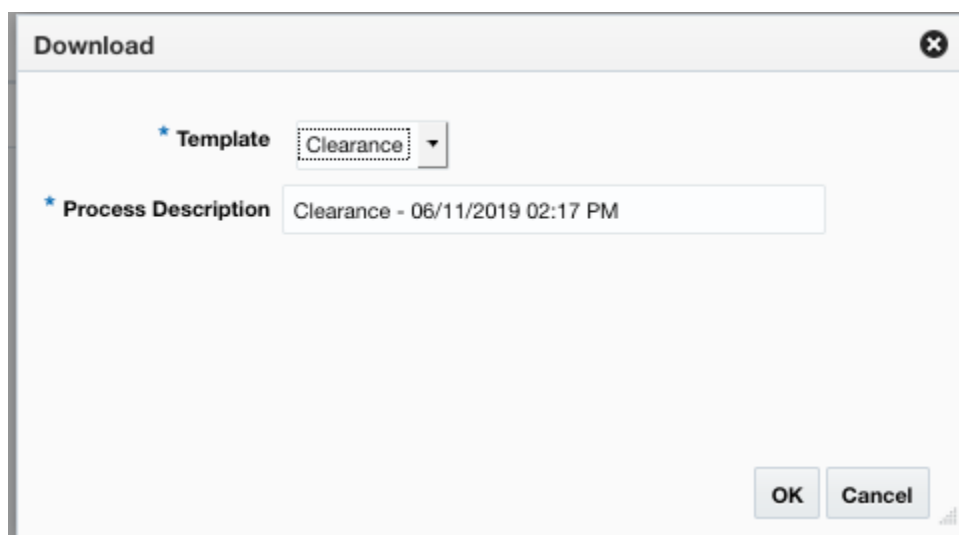 Download
* Template Clearance
* Process Description Clearance - 06/11/2019 02:17 PM
OK Cancel